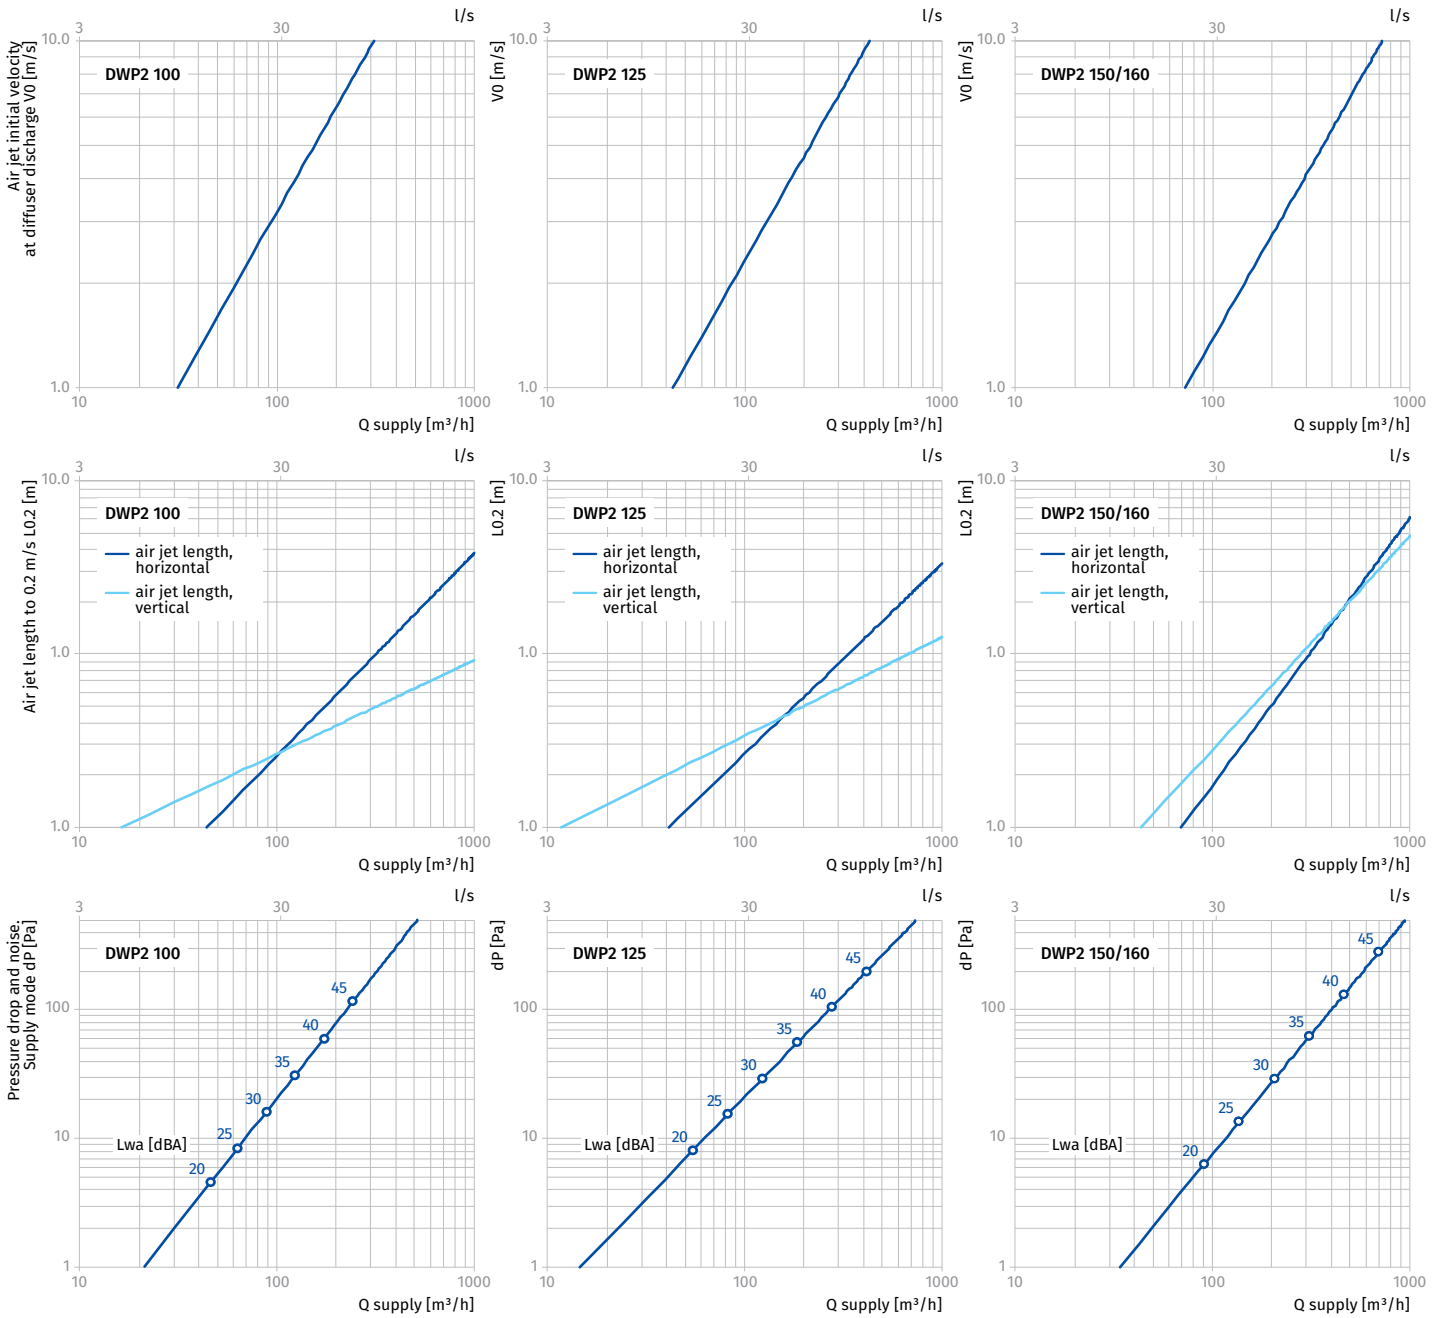 l/s
3 30
10.0
Air jet initial velocity
at diffuser discharge V0 [m/s]
DWP2 100
1.0
10 100 1000
Q supply [m³/h]
l/s
3 30
10.0
V0 [m/s]
DWP2 125
1.0
10 100 1000
Q supply [m³/h]
l/s
3 30
10.0
V0 [m/s]
DWP2 150/160
1.0
10 100 1000
Q supply [m³/h]
l/s
3 30
10.0
Air jet length to 0.2 m/s L0.2 [m]
DWP2 100
air jet length,
horizontal
air jet length,
vertical
1.0
1.0
10 100 1000
Q supply [m³/h]
l/s
3 30
10.0
L0.2 [m]
DWP2 125
air jet length,
horizontal
air jet length,
vertical
1.0
1.0
10 100 1000
Q supply [m³/h]
l/s
3 30
10.0
L0.2 [m]
DWP2 150/160
air jet length,
horizontal
air jet length,
vertical
1.0
1.0
10 100 1000
Q supply [m³/h]
l/s
3 30
Pressure drop and noise.
Supply mode dP [Pa]
DWP2 100
45
100
40
35
30
25
10
Lwa [dBA]
20
1
10 100 1000
Q supply [m³/h]
l/s
3 30
dP [Pa]
DWP2 125
45
40
100
35
30
25
20
10
Lwa [dBA]
1
10 100 1000
Q supply [m³/h]
l/s
3 30
dP [Pa]
DWP2 150/160
45
40
100
35
30
25
10
Lwa [dBA]
20
1
10 100 1000
Q supply [m³/h]